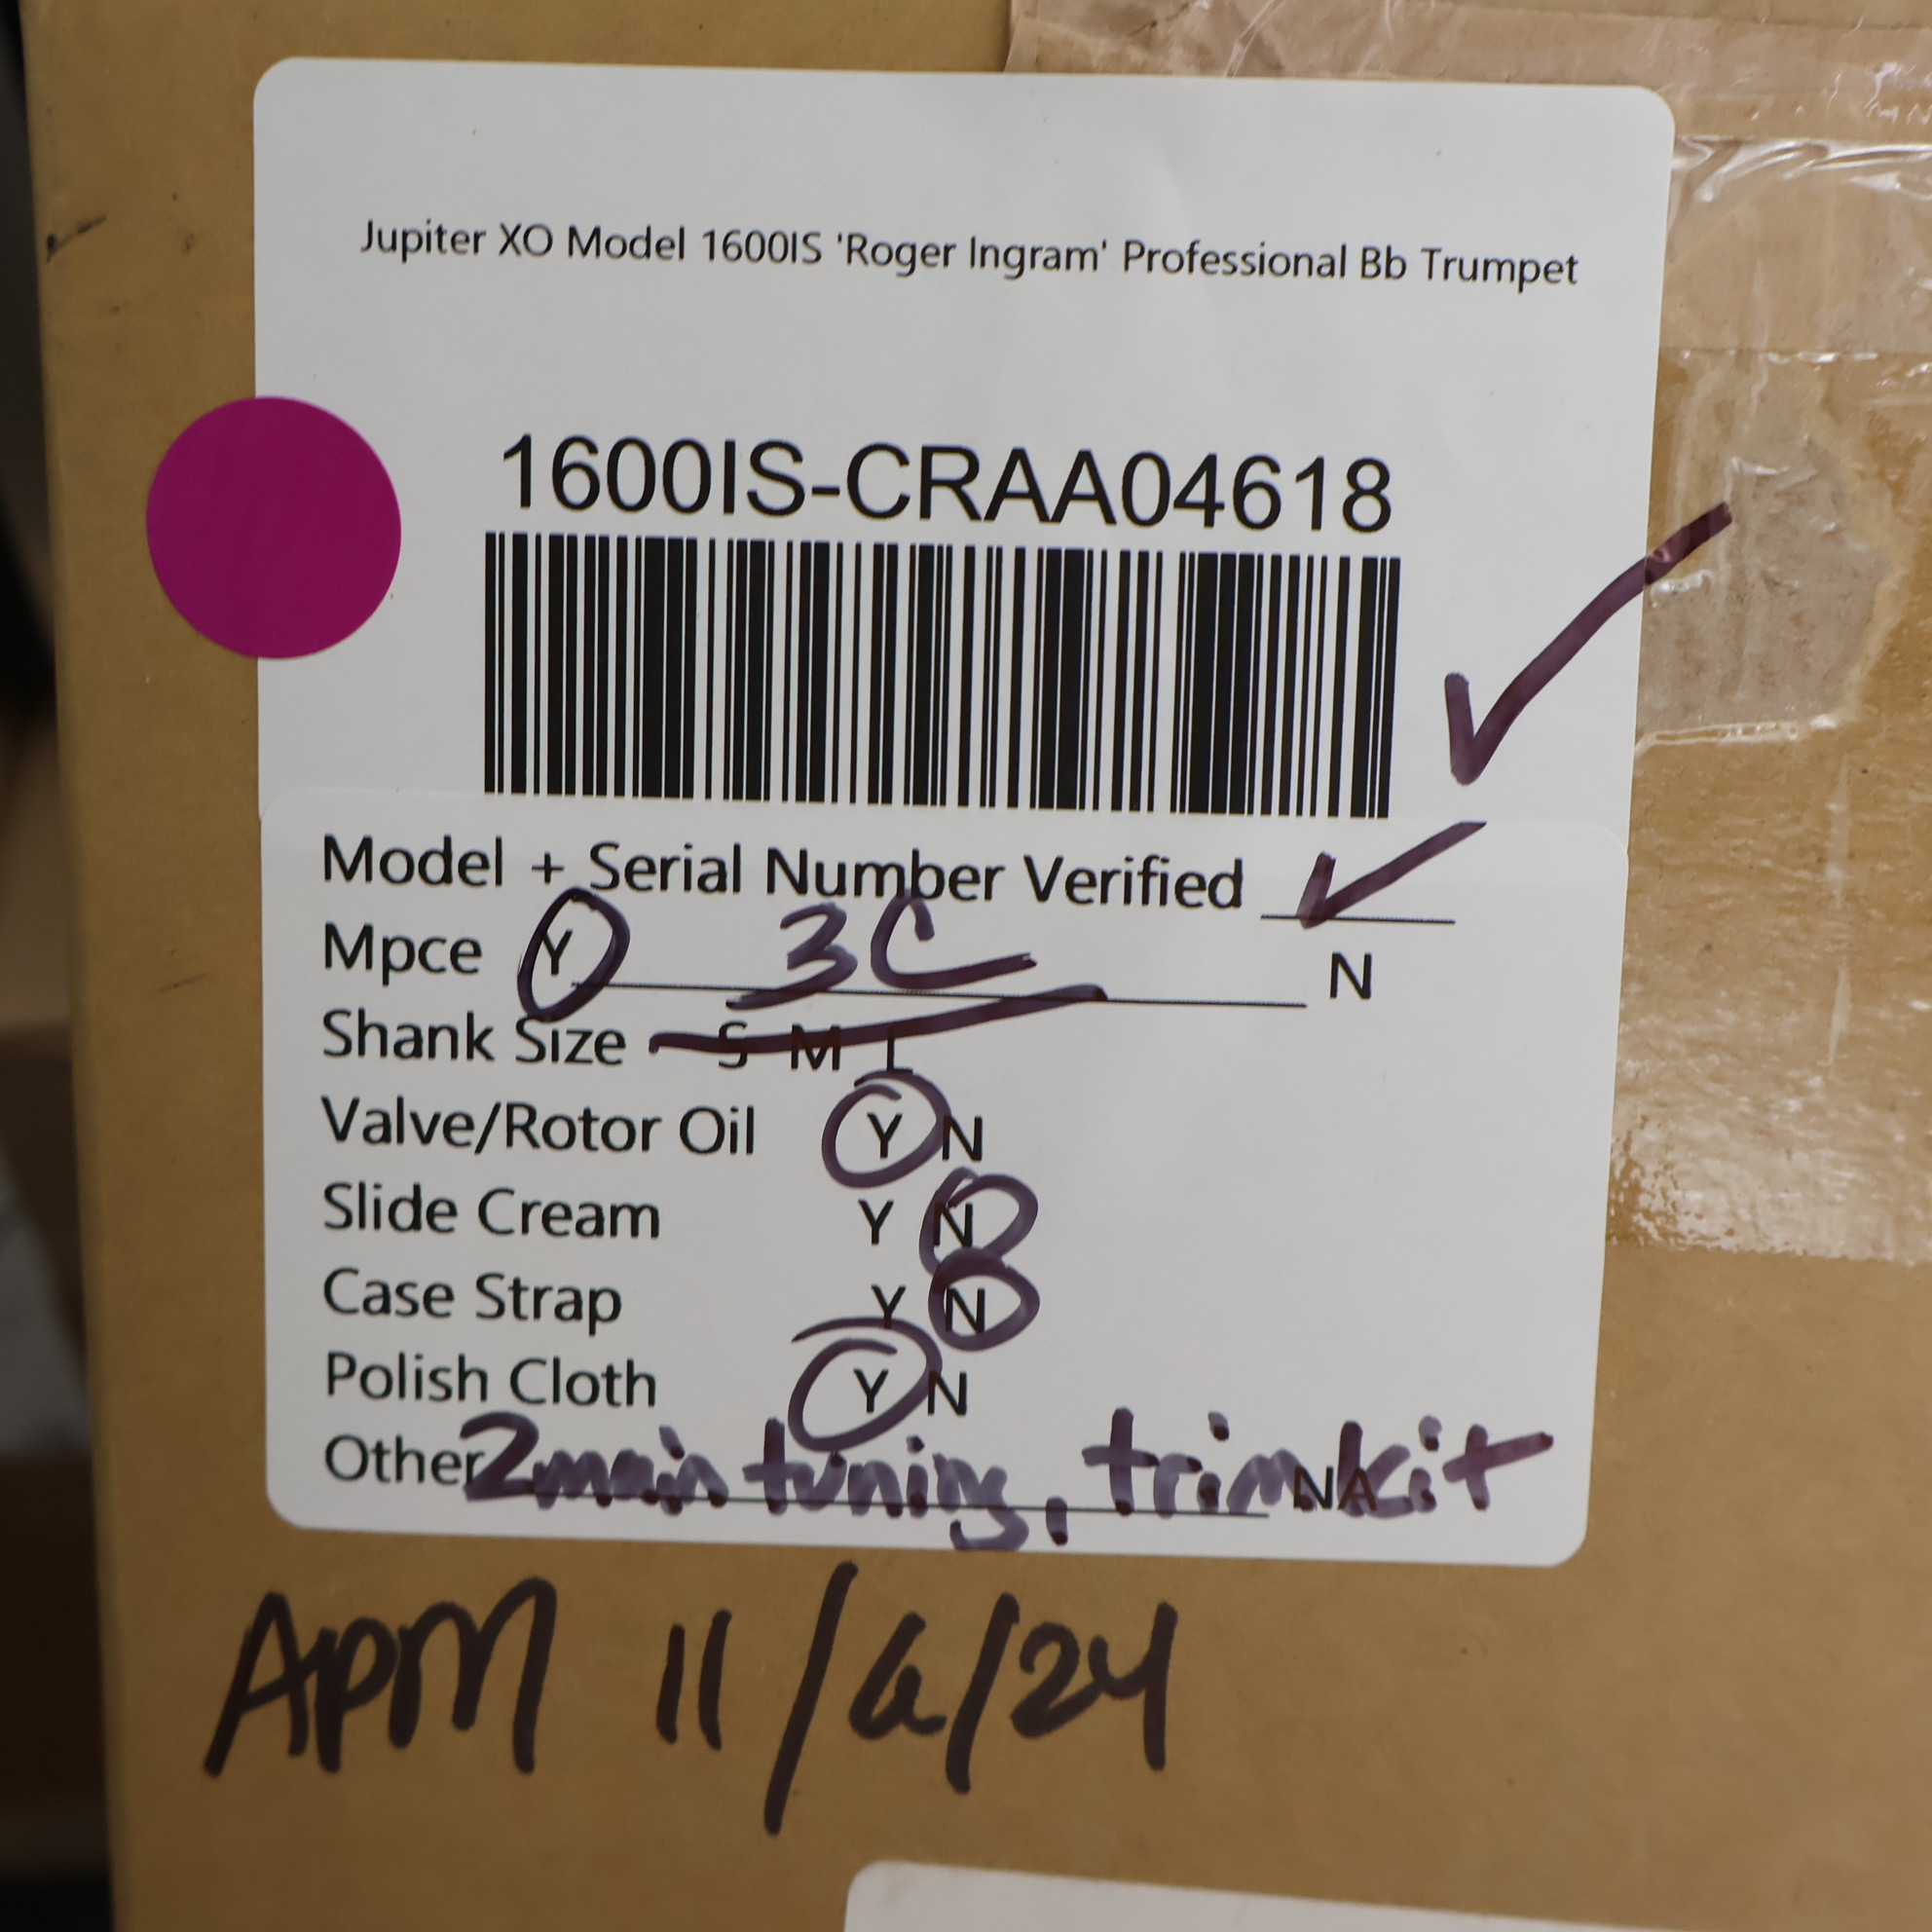 Jupiter XO Model 1600IS 'Roger Ingram' Professional Bb Trumpet
1600IS-CRAA04618
Model + Serial Number Verified ✓
Mpce Y 3C N
Shank Size S M L
Valve/Rotor Oil Y N
Slide Cream Y N
Case Strap Y N
Polish Cloth Y N
Other 2 main tuning, trim kit NA
APM 11/6/24